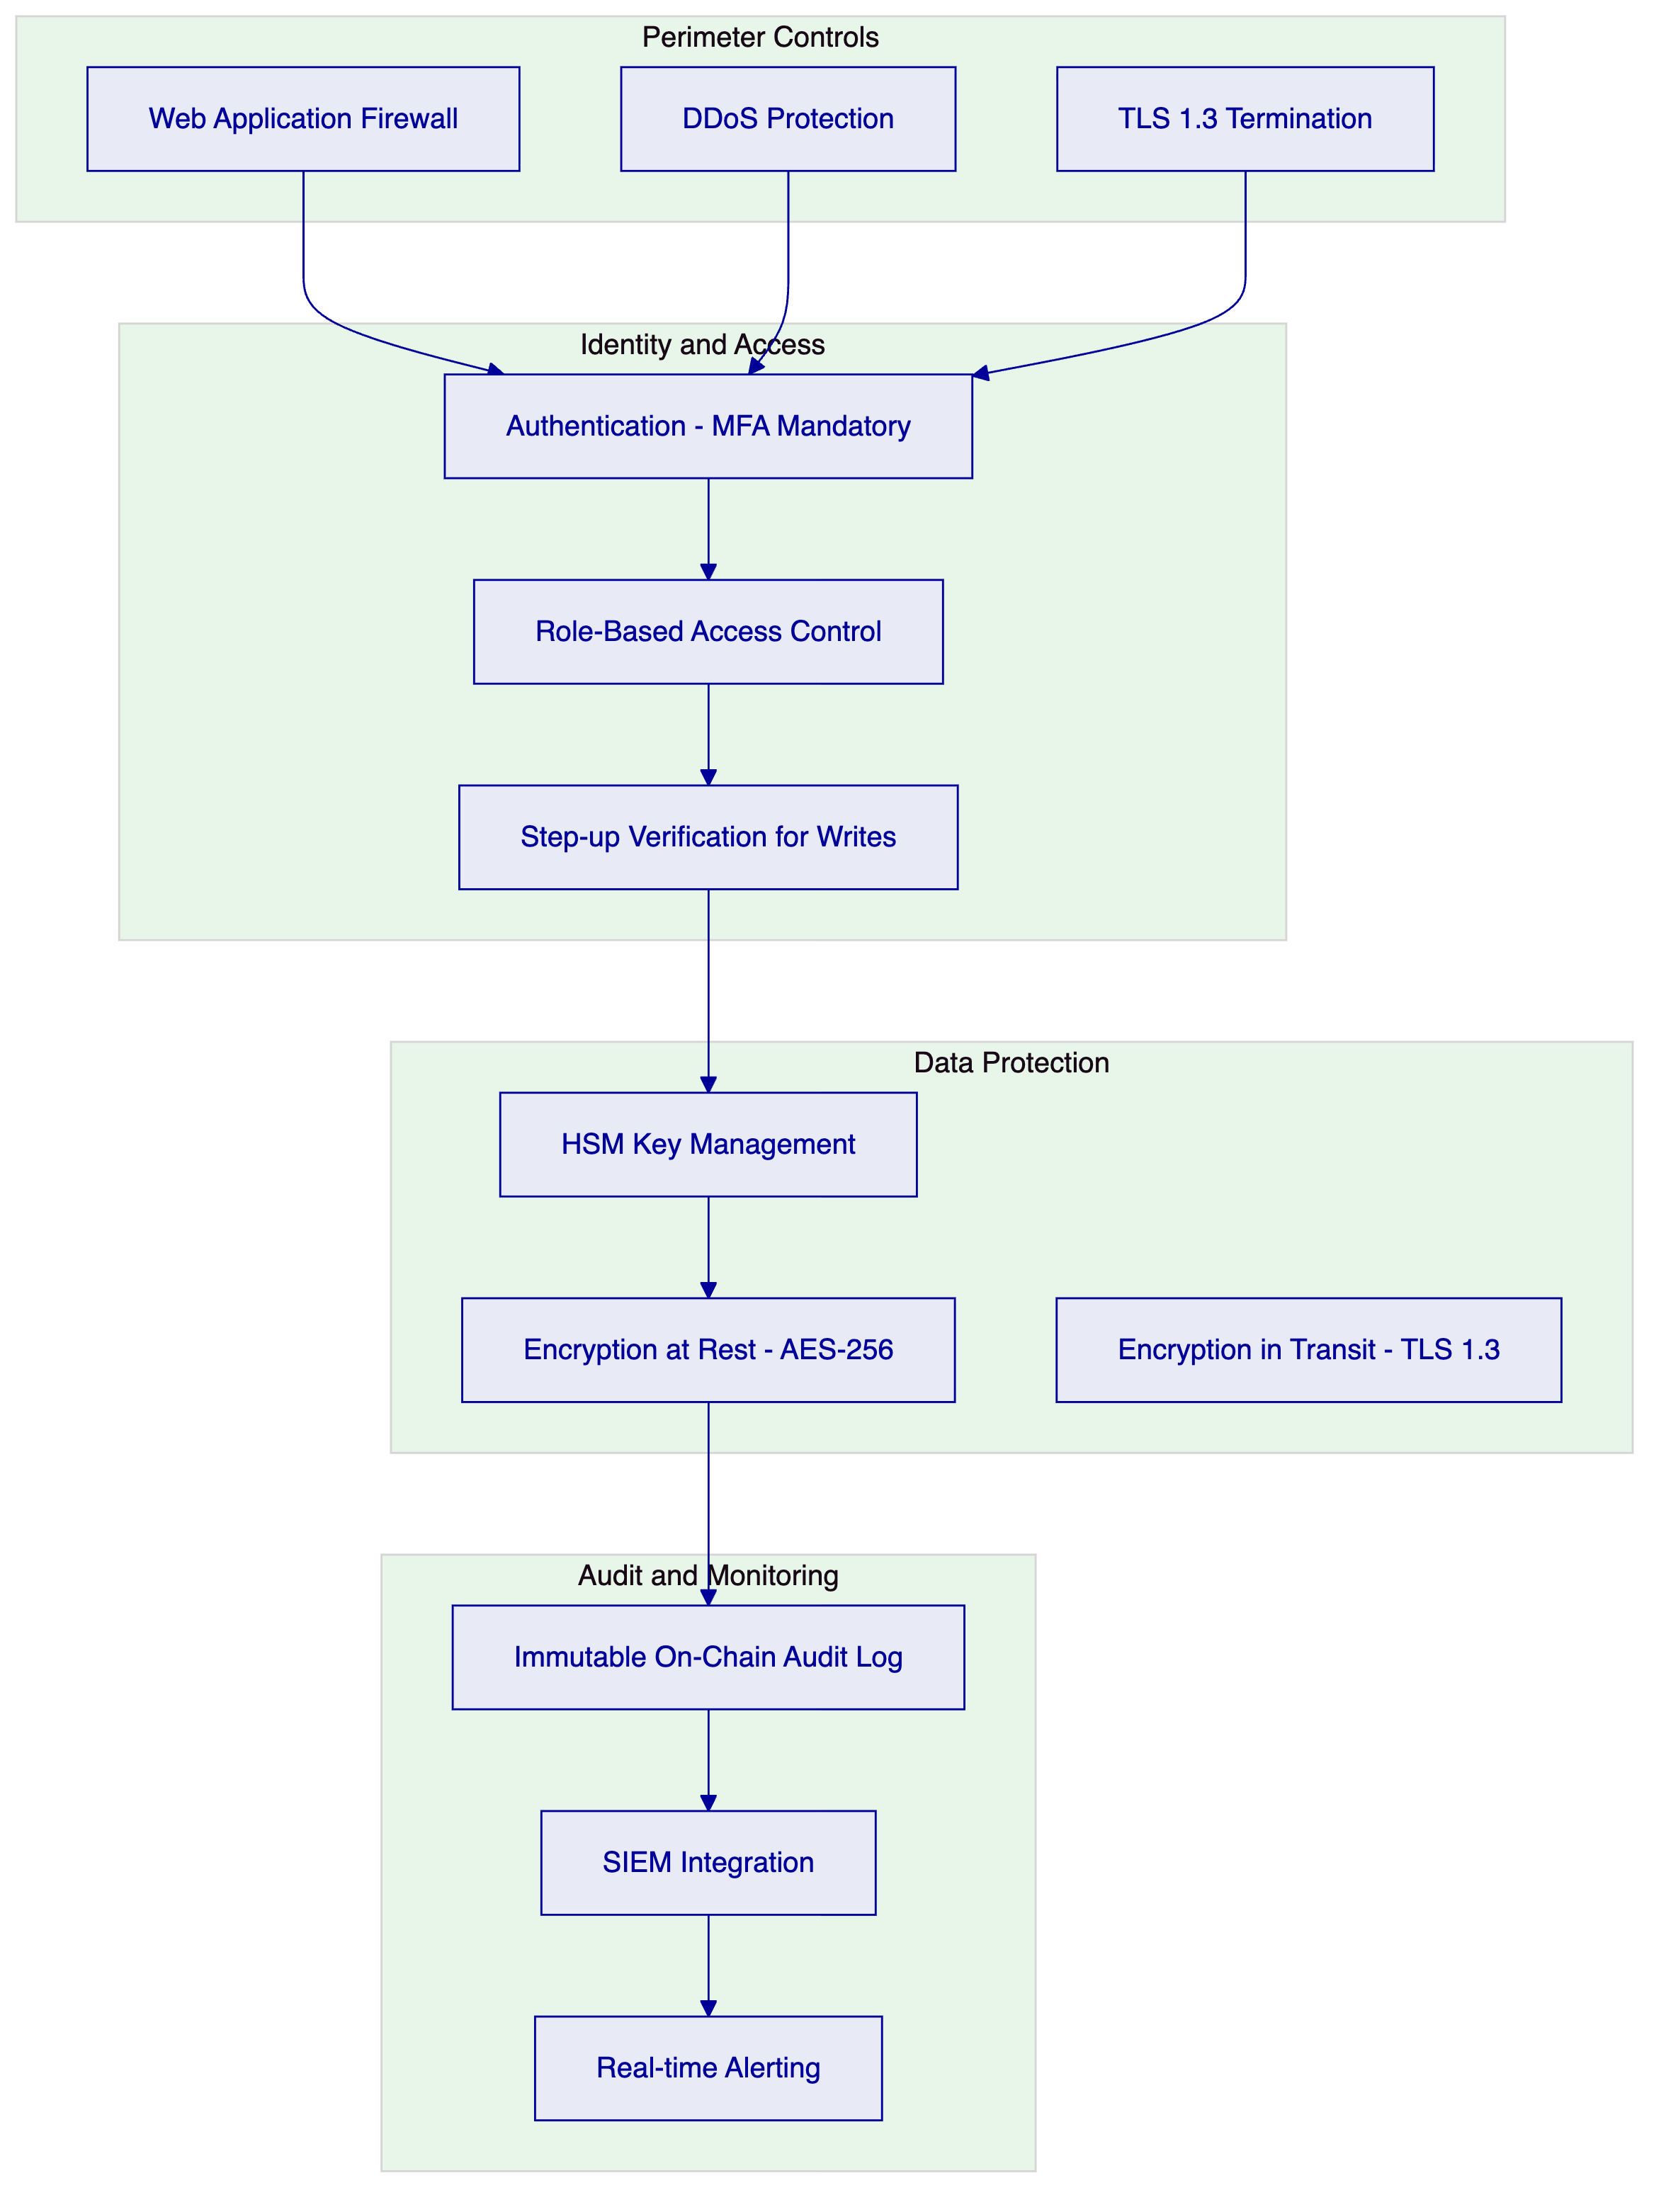 Perimeter Controls
Web Application Firewall
DDoS Protection
TLS 1.3 Termination
Identity and Access
Authentication - MFA Mandatory
Role-Based Access Control
Step-up Verification for Writes
Data Protection
HSM Key Management
Encryption at Rest - AES-256
Encryption in Transit - TLS 1.3
Audit and Monitoring
Immutable On-Chain Audit Log
SIEM Integration
Real-time Alerting